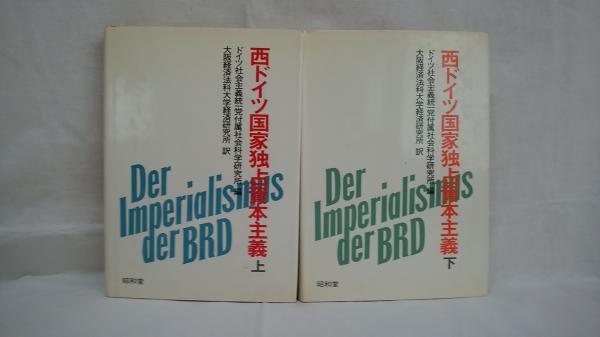 西ドイツ国家独占資本主義 上
ドイツ社会主義統一党付属社会科学研究所 編
大阪経済法科大学経済研究所 訳
Der
Imperialismus
der BRD
昭和堂
西ドイツ国家独占資本主義 下
ドイツ社会主義統一党付属社会科学研究所 編
大阪経済法科大学経済研究所 訳
Der
Imperialismus
der BRD
昭和堂